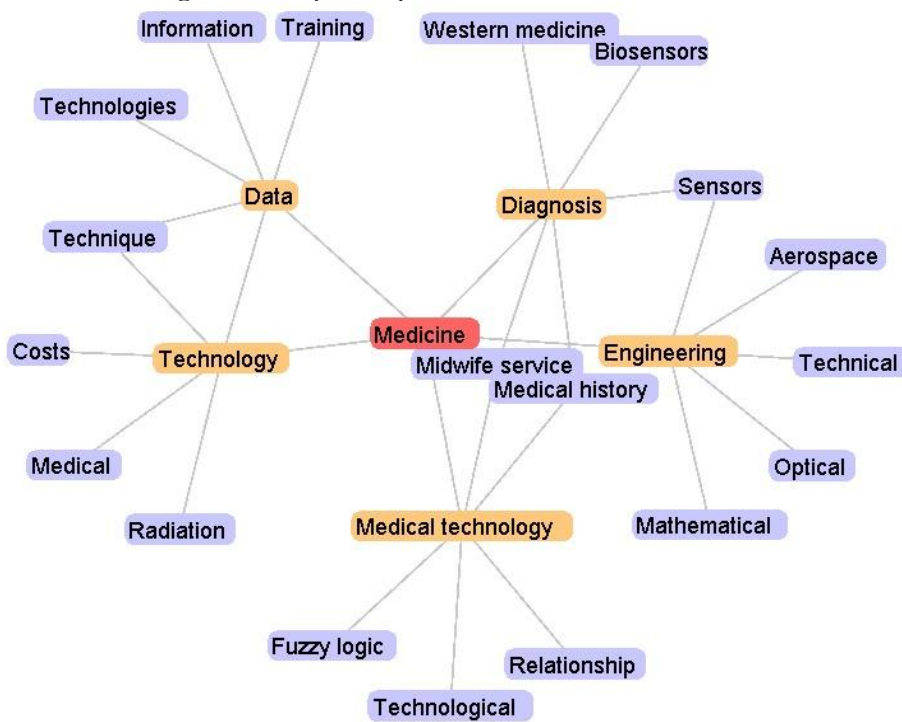 Information
Training
Western medicine
Biosensors
Technologies
Data
Diagnosis
Sensors
Technique
Aerospace
Medicine
Costs
Technology
Engineering
Midwife service
Technical
Medical history
Medical
Optical
Radiation
Medical technology
Mathematical
Fuzzy logic
Relationship
Technological